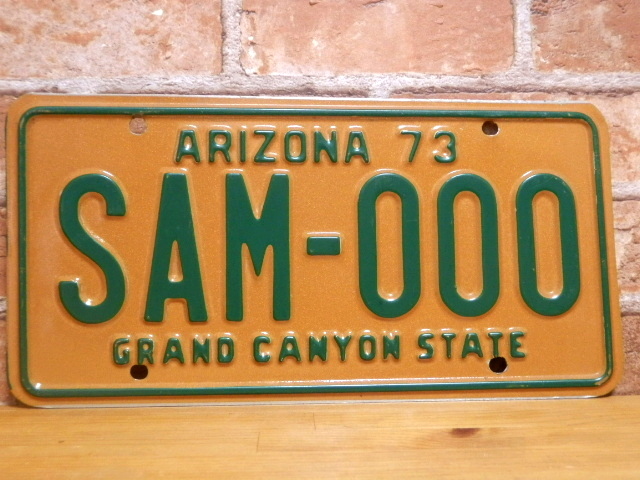 ARIZONA 73
SAM-000
GRAND CANYON STATE